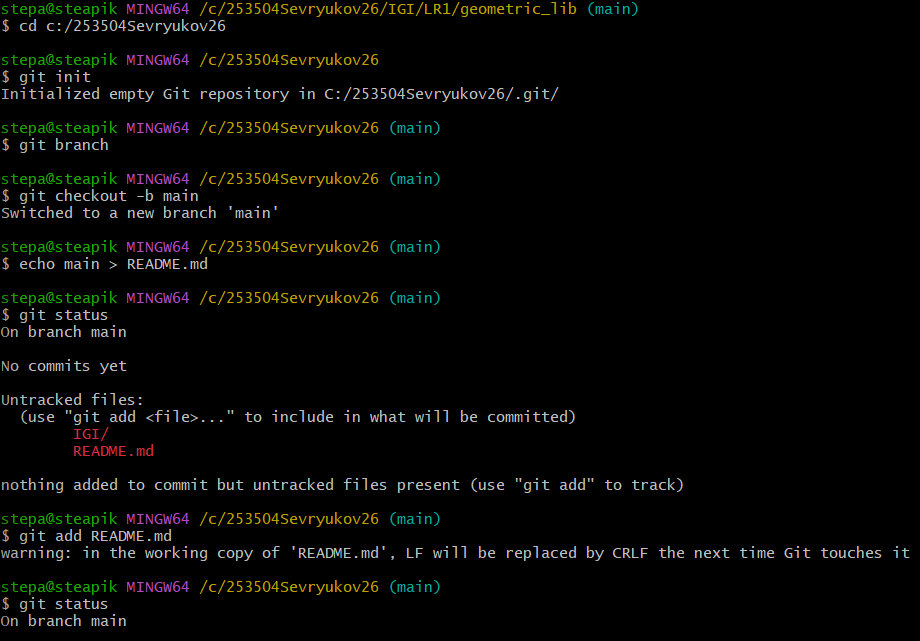 stepa@steapik MINGW64 /c/253504Sevryukov26/IGI/LR1/geometric_lib (main)
$ cd c:/253504Sevryukov26
stepa@steapik MINGW64 /c/253504Sevryukov26
$ git init
Initialized empty Git repository in C:/253504Sevryukov26/.git/
stepa@steapik MINGW64 /c/253504Sevryukov26 (main)
$ git branch
stepa@steapik MINGW64 /c/253504Sevryukov26 (main)
$ git checkout -b main
Switched to a new branch 'main'
stepa@steapik MINGW64 /c/253504Sevryukov26 (main)
$ echo main > README.md
stepa@steapik MINGW64 /c/253504Sevryukov26 (main)
$ git status
On branch main
No commits yet
Untracked files:
(use "git add <file>..." to include in what will be committed)
IGI/
README.md
nothing added to commit but untracked files present (use "git add" to track)
stepa@steapik MINGW64 /c/253504Sevryukov26 (main)
$ git add README.md
warning: in the working copy of 'README.md', LF will be replaced by CRLF the next time Git touches it
stepa@steapik MINGW64 /c/253504Sevryukov26 (main)
$ git status
On branch main